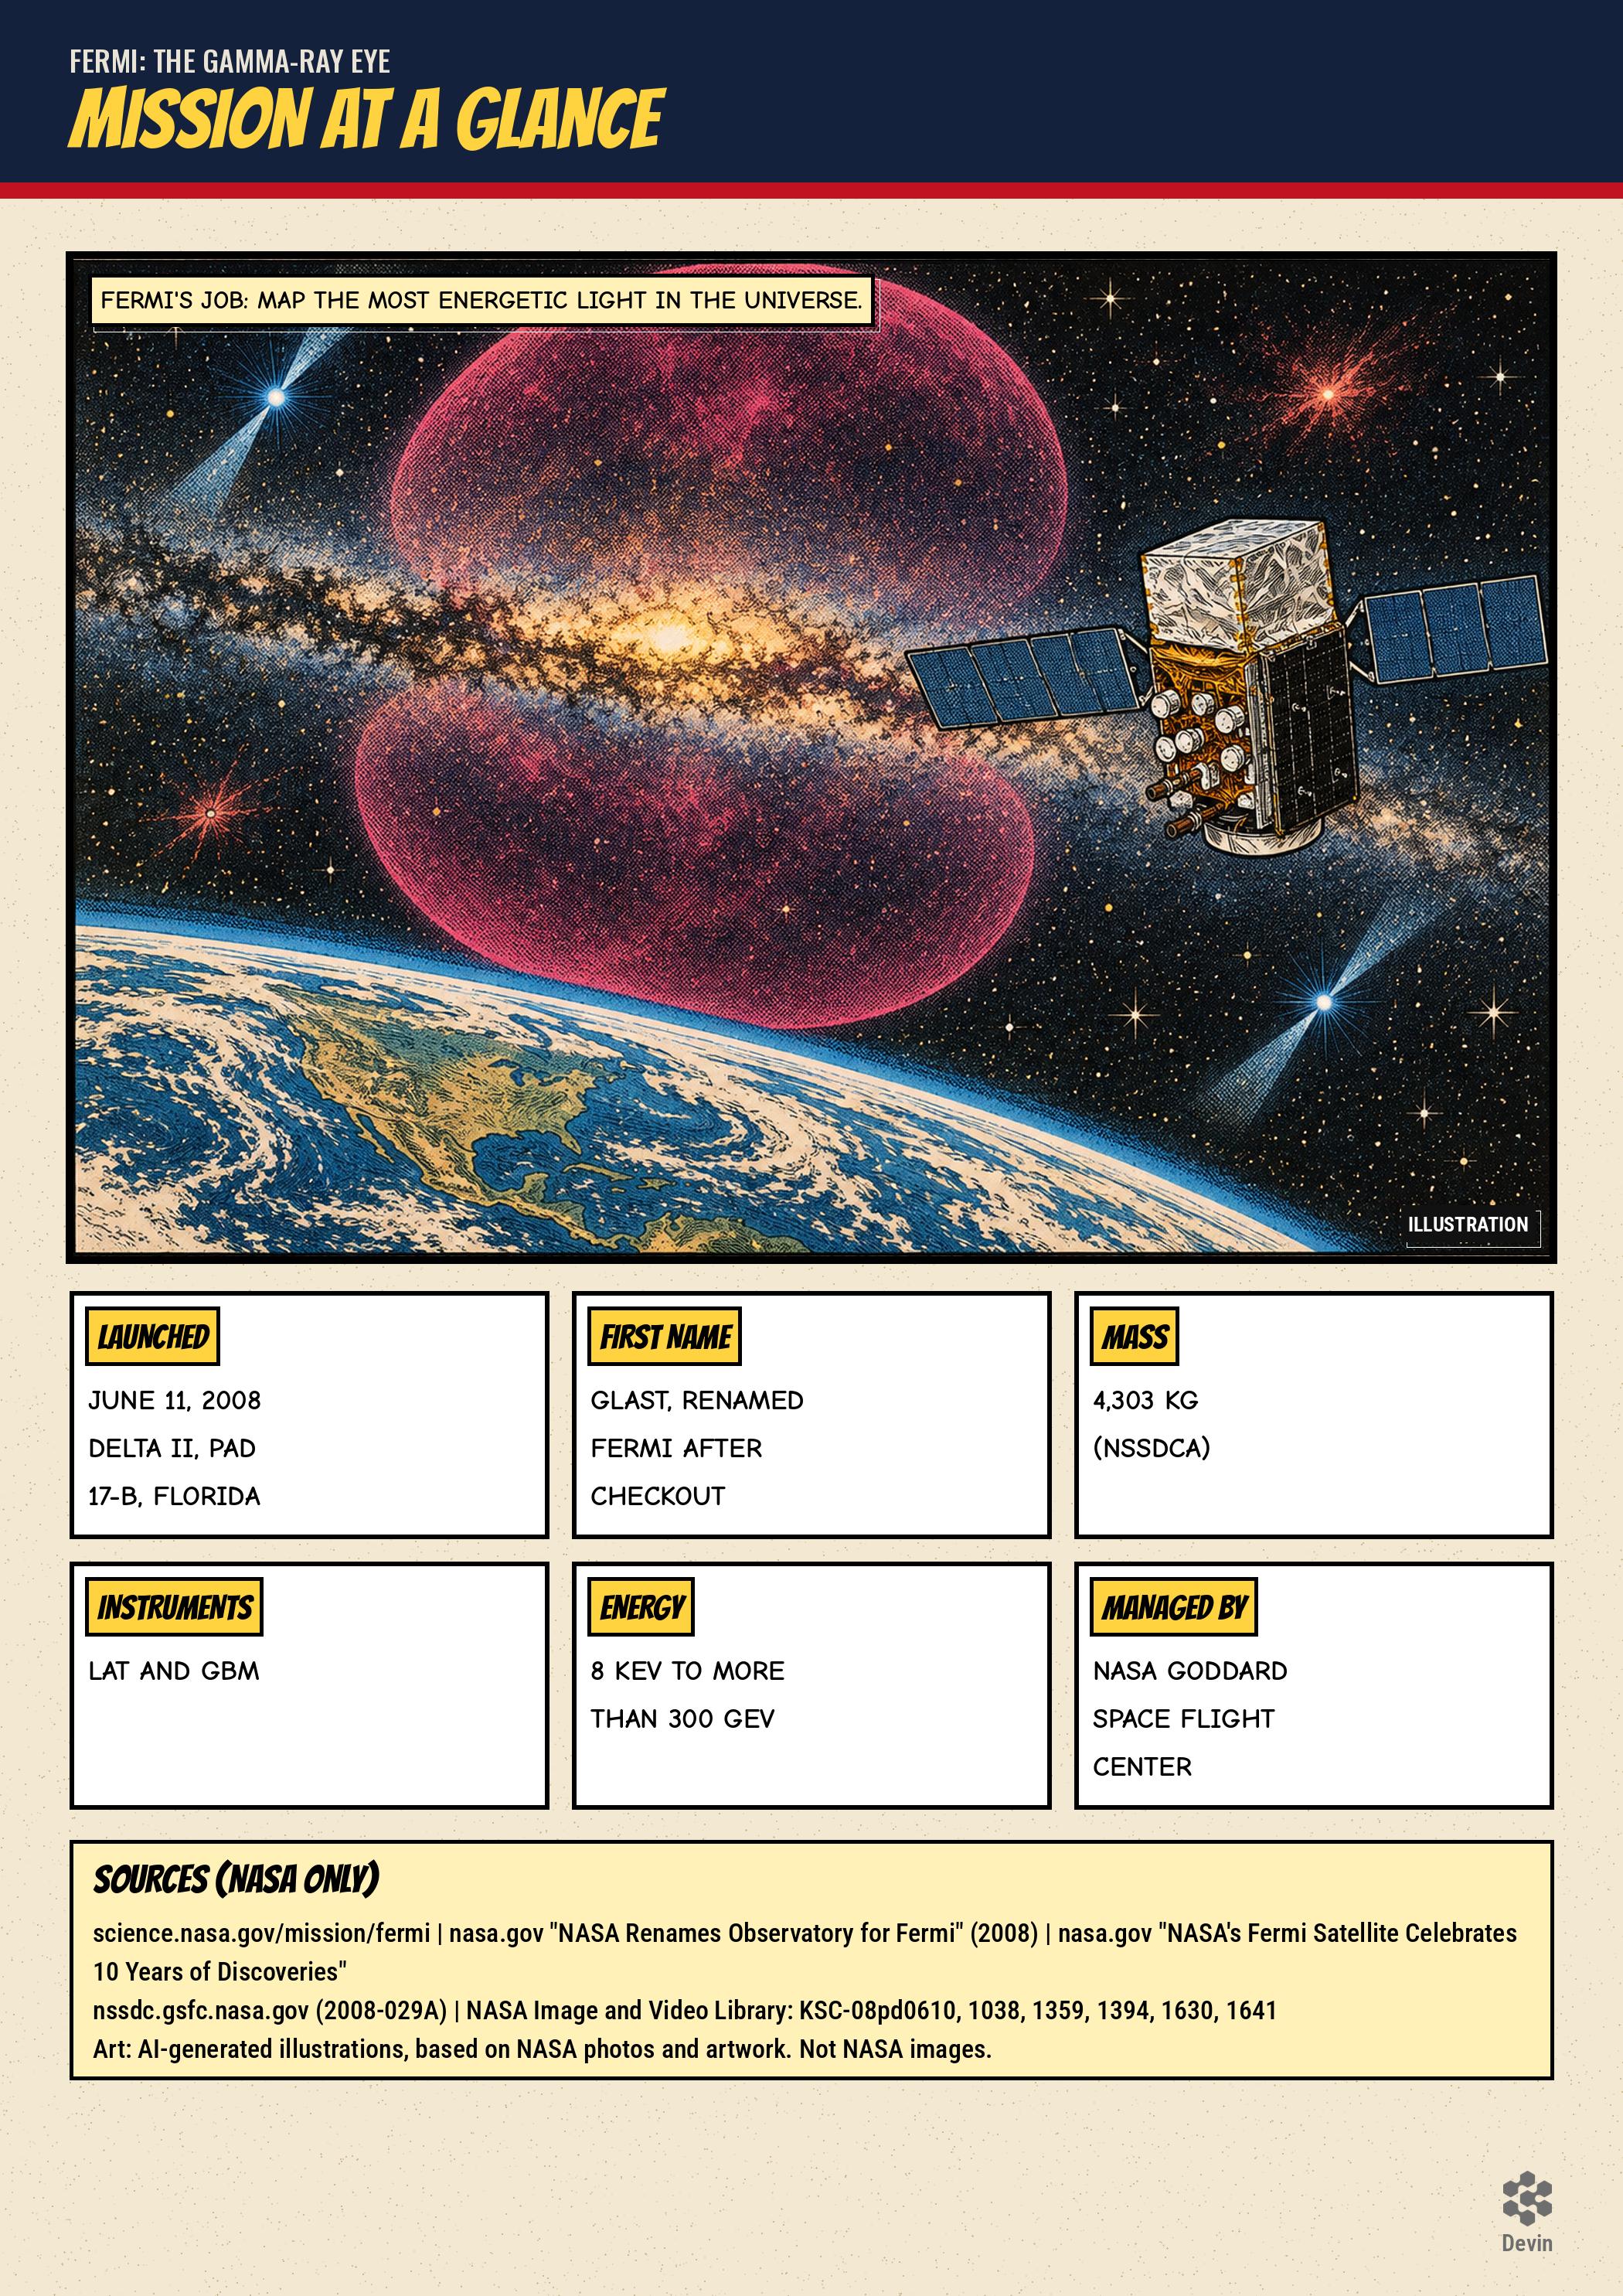 FERMI: THE GAMMA-RAY EYE
MISSION AT A GLANCE
FERMI'S JOB: MAP THE MOST ENERGETIC LIGHT IN THE UNIVERSE.
ILLUSTRATION
LAUNCHED
JUNE 11, 2008
DELTA II, PAD
17-B, FLORIDA
FIRST NAME
GLAST, RENAMED
FERMI AFTER
CHECKOUT
MASS
4,303 KG
(NSSDCA)
INSTRUMENTS
LAT AND GBM
ENERGY
8 KEV TO MORE
THAN 300 GEV
MANAGED BY
NASA GODDARD
SPACE FLIGHT
CENTER
SOURCES (NASA ONLY)
science.nasa.gov/mission/fermi | nasa.gov "NASA Renames Observatory for Fermi" (2008) | nasa.gov "NASA's Fermi Satellite Celebrates
10 Years of Discoveries"
nssdc.gsfc.nasa.gov (2008-029A) | NASA Image and Video Library: KSC-08pd0610, 1038, 1359, 1394, 1630, 1641
Art: AI-generated illustrations, based on NASA photos and artwork. Not NASA images.
Devin